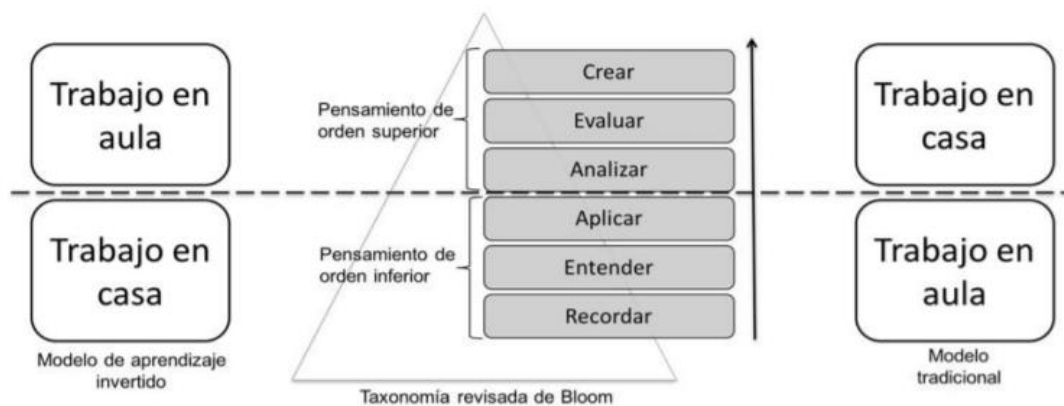 Trabajo en
aula
Trabajo en
casa
Modelo de aprendizaje
invertido
Pensamiento de
orden superior
Pensamiento de
orden inferior
Crear
Evaluar
Analizar
Aplicar
Entender
Recordar
Taxonomía revisada de Bloom
Trabajo en
casa
Trabajo en
aula
Modelo
tradicional